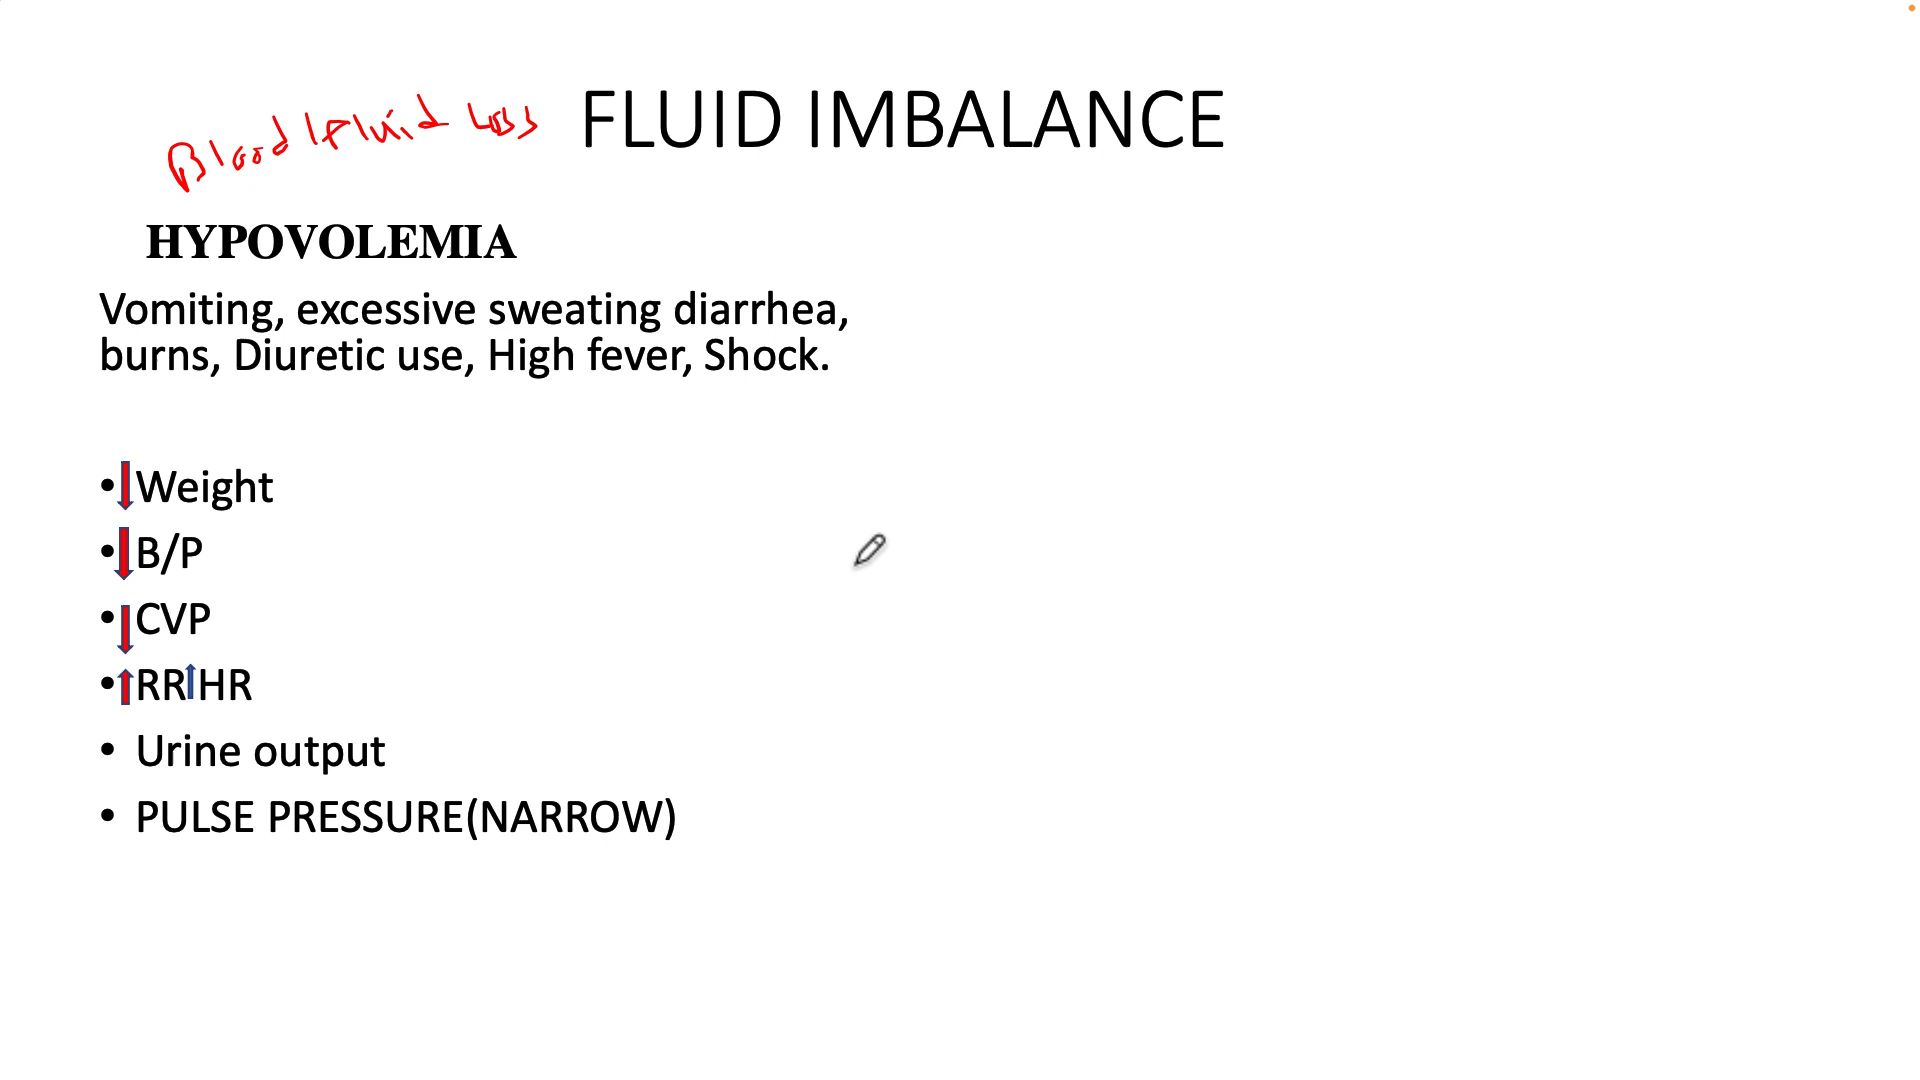 Blood/Fluid Loss
FLUID IMBALANCE
HYPOVOLEMIA
Vomiting, excessive sweating diarrhea,
burns, Diuretic use, High fever, Shock.
• ↓Weight
• ↓B/P
• ↓CVP
• ↑RR↑HR
• Urine output
• PULSE PRESSURE(NARROW)